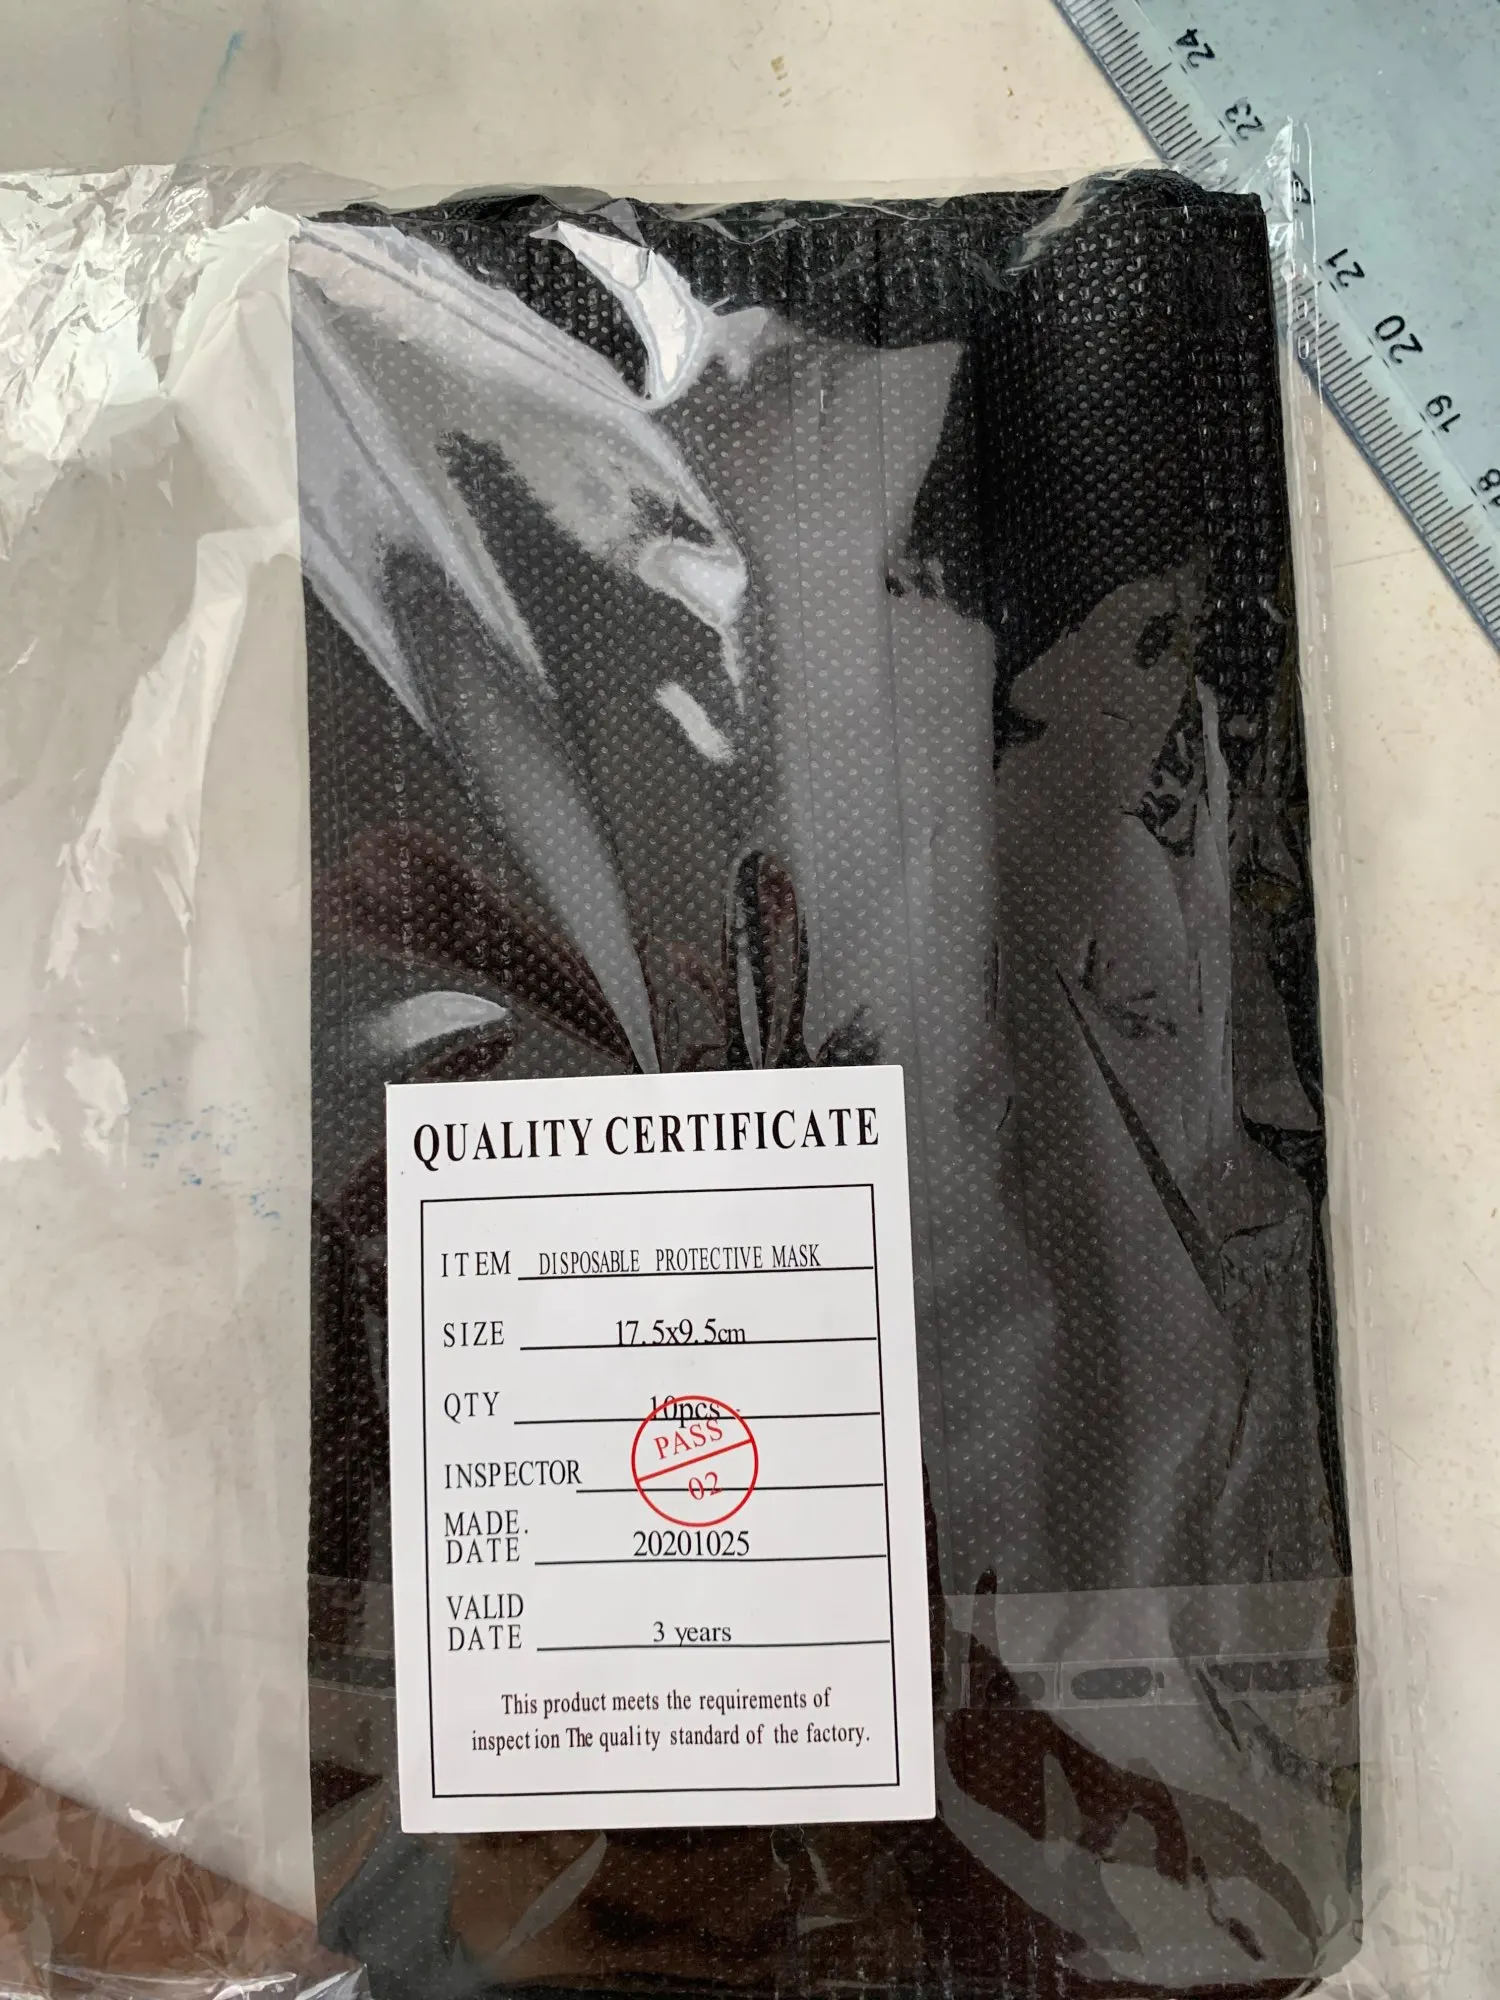 24
23
21
20
19
18
QUALITY CERTIFICATE
ITEM DISPOSABLE PROTECTIVE MASK
SIZE 17.5x9.5cm
QTY 10pcs
PASS
INSPECTOR 02
MADE.
DATE 20201025
VALID
DATE 3 years
This product meets the requirements of
inspection The quality standard of the factory.